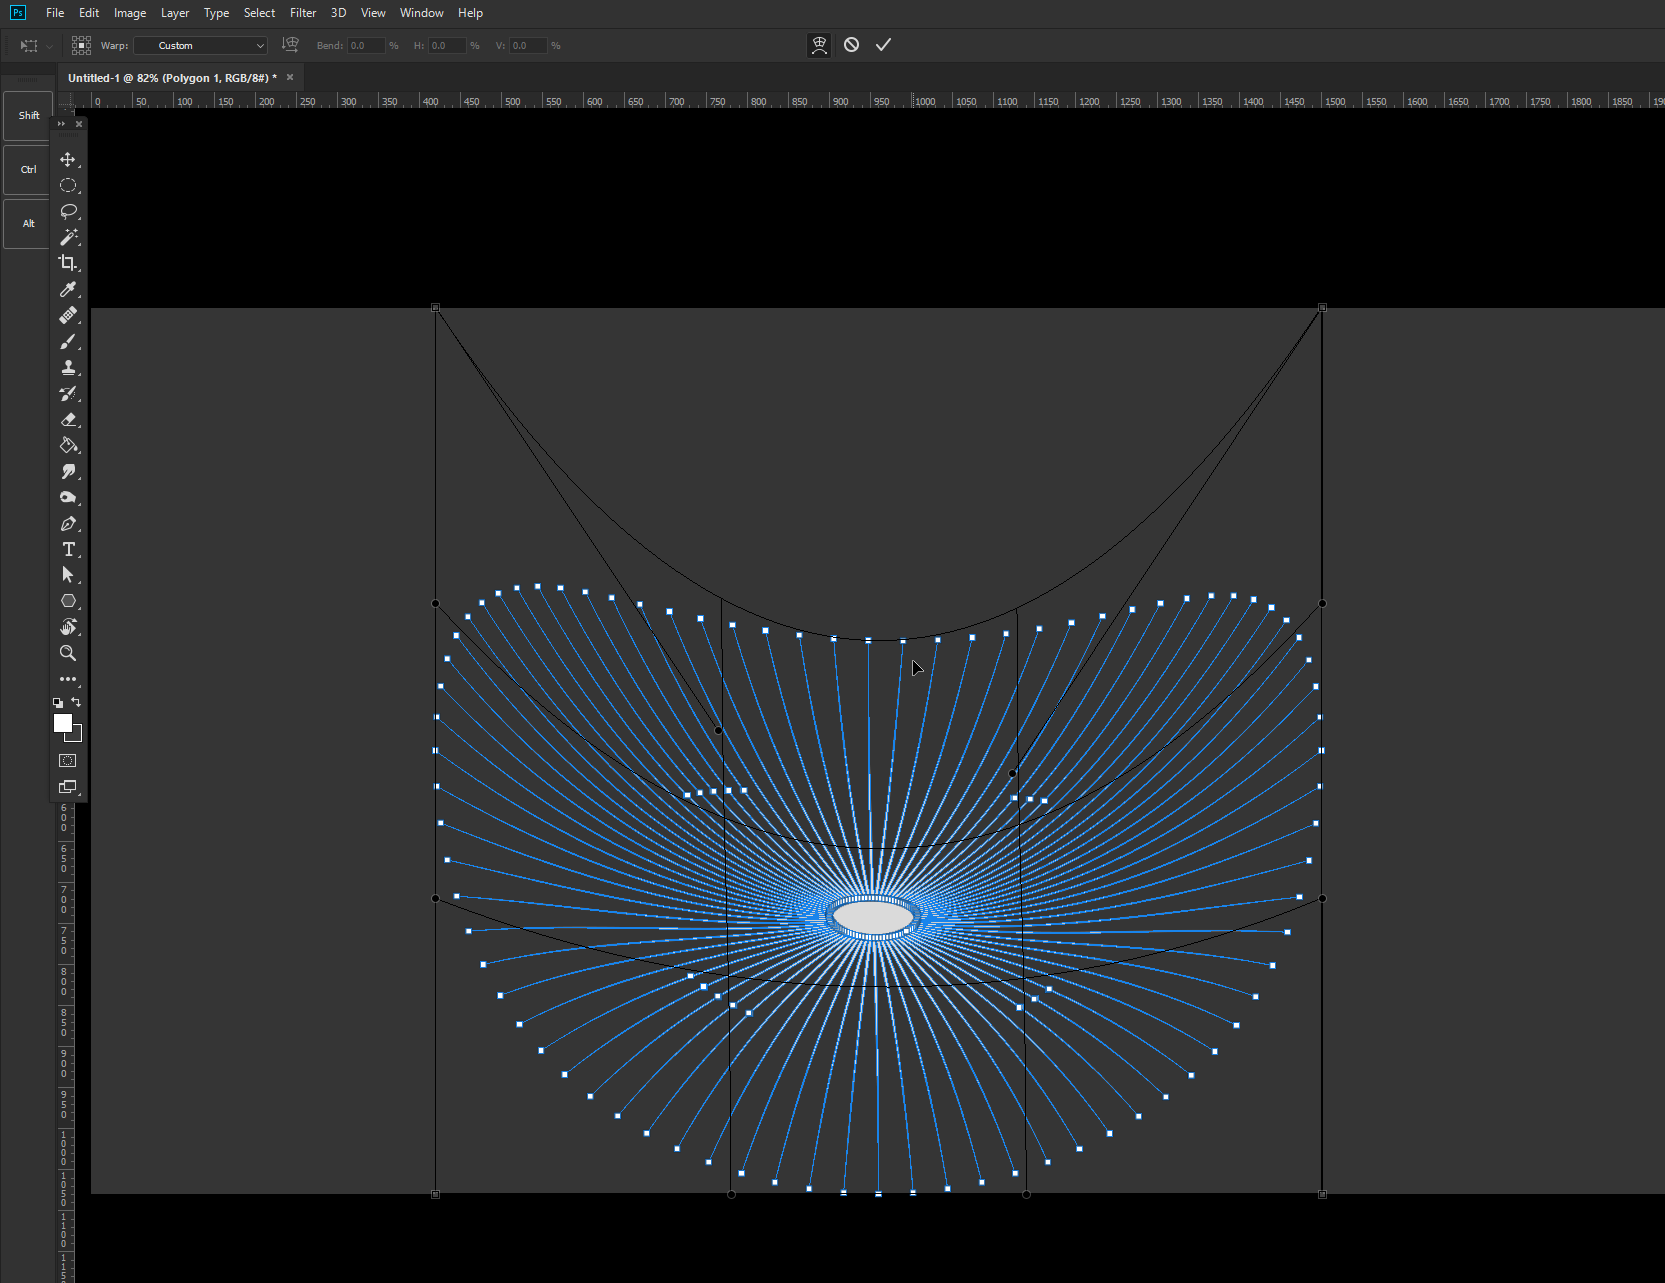 Ps File Edit Image Layer Type Select Filter 3D View Window Help
Warp: Custom Bend: 0.0 % H: 0.0 % V: 0.0 %
Untitled-1 @ 82% (Polygon 1, RGB/8#) * ×
0 50 100 150 200 250 300 350 400 450 500 550 600 650 700 750 800 850 900 950 1000 1050 1100 1150 1200 1250 1300 1350 1400 1450 1500 1550 1600 1650 1700 1750 1800 1850 190
Shift
Ctrl
Alt
T
600
650
700
750
800
850
900
950
1000
1050
1100
115